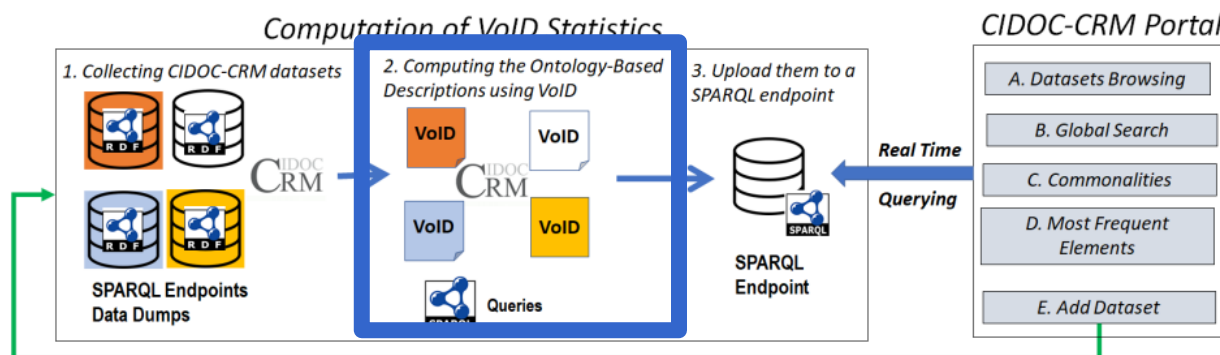 Computation of VoID Statistics
1. Collecting CIDOC-CRM datasets
RDF
RDF
RDF
RDF
CIDOC
CRM
SPARQL Endpoints
Data Dumps
2. Computing the Ontology-Based
Descriptions using VoID
VoID
VoID
CIDOC
CRM
VoID
VoID
Queries
3. Upload them to a
SPARQL endpoint
SPARQL
SPARQL
Endpoint
Real Time
Querying
CIDOC-CRM Portal
A. Datasets Browsing
B. Global Search
C. Commonalities
D. Most Frequent
Elements
E. Add Dataset